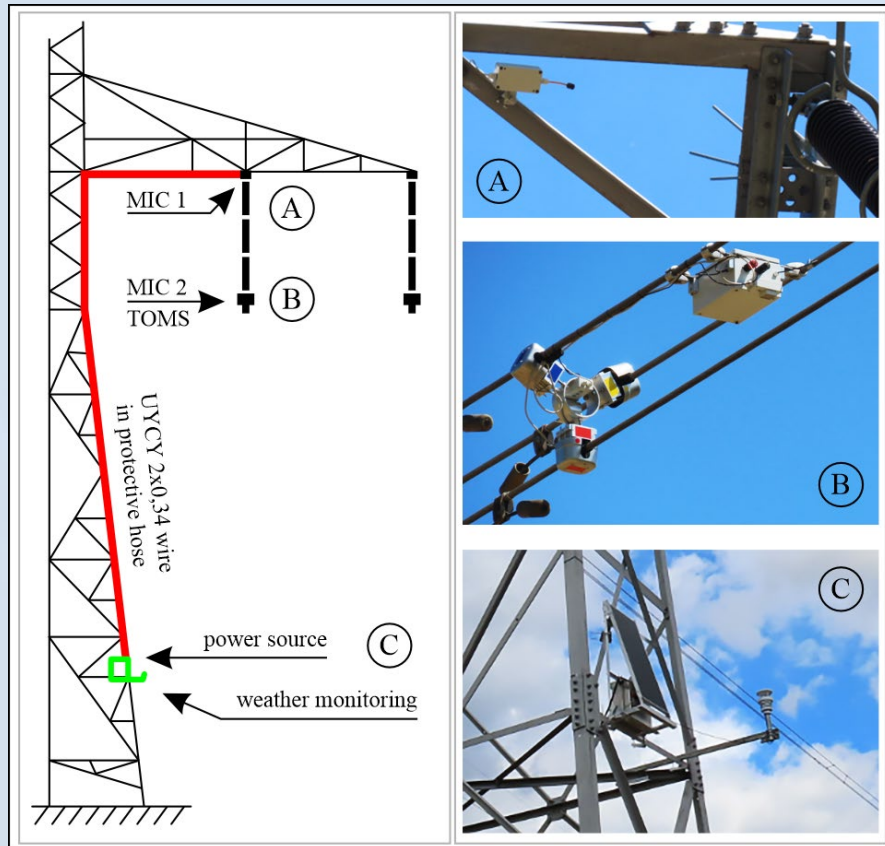 MIC 1
A
MIC 2
TOMS
B
UYCY 2x0,34 wire
in protective hose
power source
C
weather monitoring
A
B
C